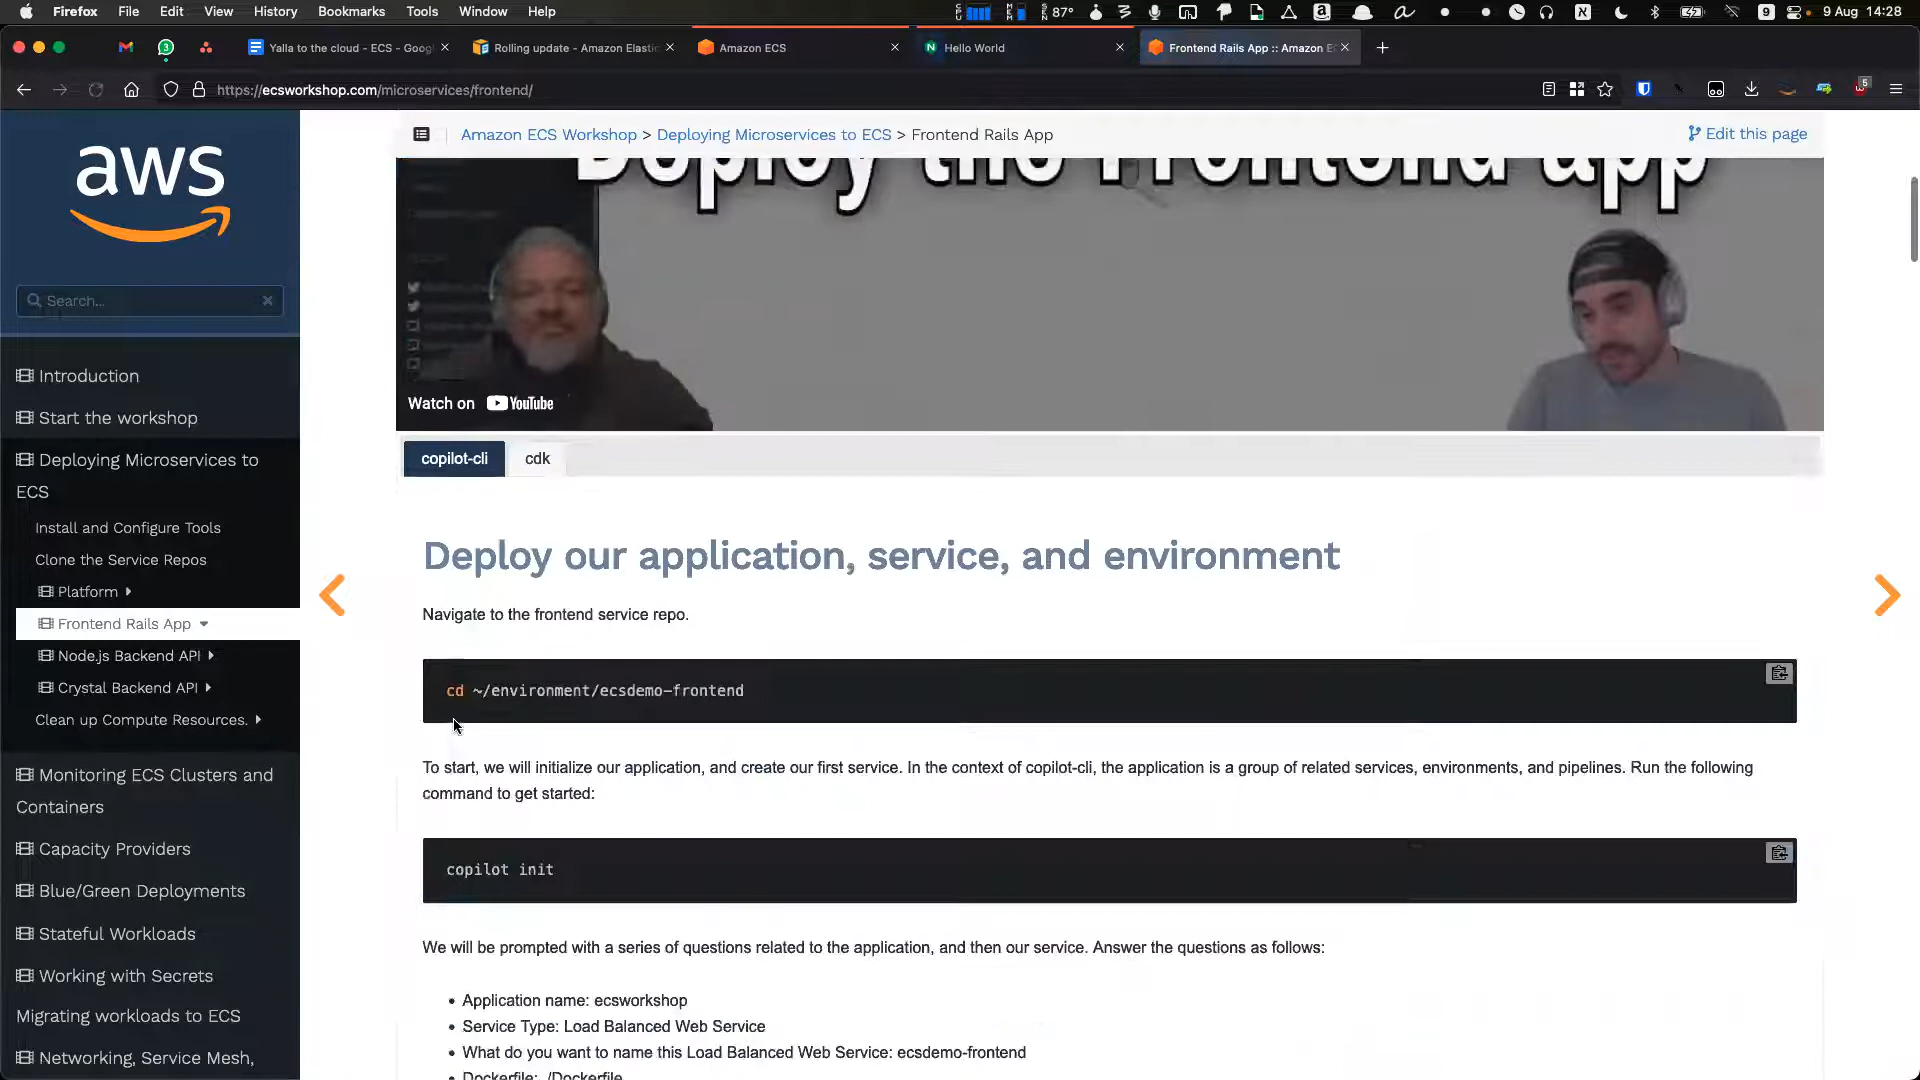 Firefox File Edit View History Bookmarks Tools Window Help 87° 9 9 Aug 14:28
3 Yalla to the cloud - ECS - Goog Rolling update - Amazon Elastic Amazon ECS Hello World Frontend Rails App :: Amazon E
https://ecsworkshop.com/microservices/frontend/ 5
aws
Search...
Introduction
Start the workshop
Deploying Microservices to
ECS
Install and Configure Tools
Clone the Service Repos
Platform
Frontend Rails App
Node.js Backend API
Crystal Backend API
Clean up Compute Resources.
Monitoring ECS Clusters and
Containers
Capacity Providers
Blue/Green Deployments
Stateful Workloads
Working with Secrets
Migrating workloads to ECS
Networking, Service Mesh,
Amazon ECS Workshop > Deploying Microservices to ECS > Frontend Rails App
Edit this page
Deploy the Frontend app
Watch on YouTube
copilot-cli cdk
Deploy our application, service, and environment
Navigate to the frontend service repo.
cd ~/environment/ecsdemo-frontend
To start, we will initialize our application, and create our first service. In the context of copilot-cli, the application is a group of related services, environments, and pipelines. Run the following
command to get started:
copilot init
We will be prompted with a series of questions related to the application, and then our service. Answer the questions as follows:
• Application name: ecsworkshop
• Service Type: Load Balanced Web Service
• What do you want to name this Load Balanced Web Service: ecsdemo-frontend
• Dockerfile: ./Dockerfile